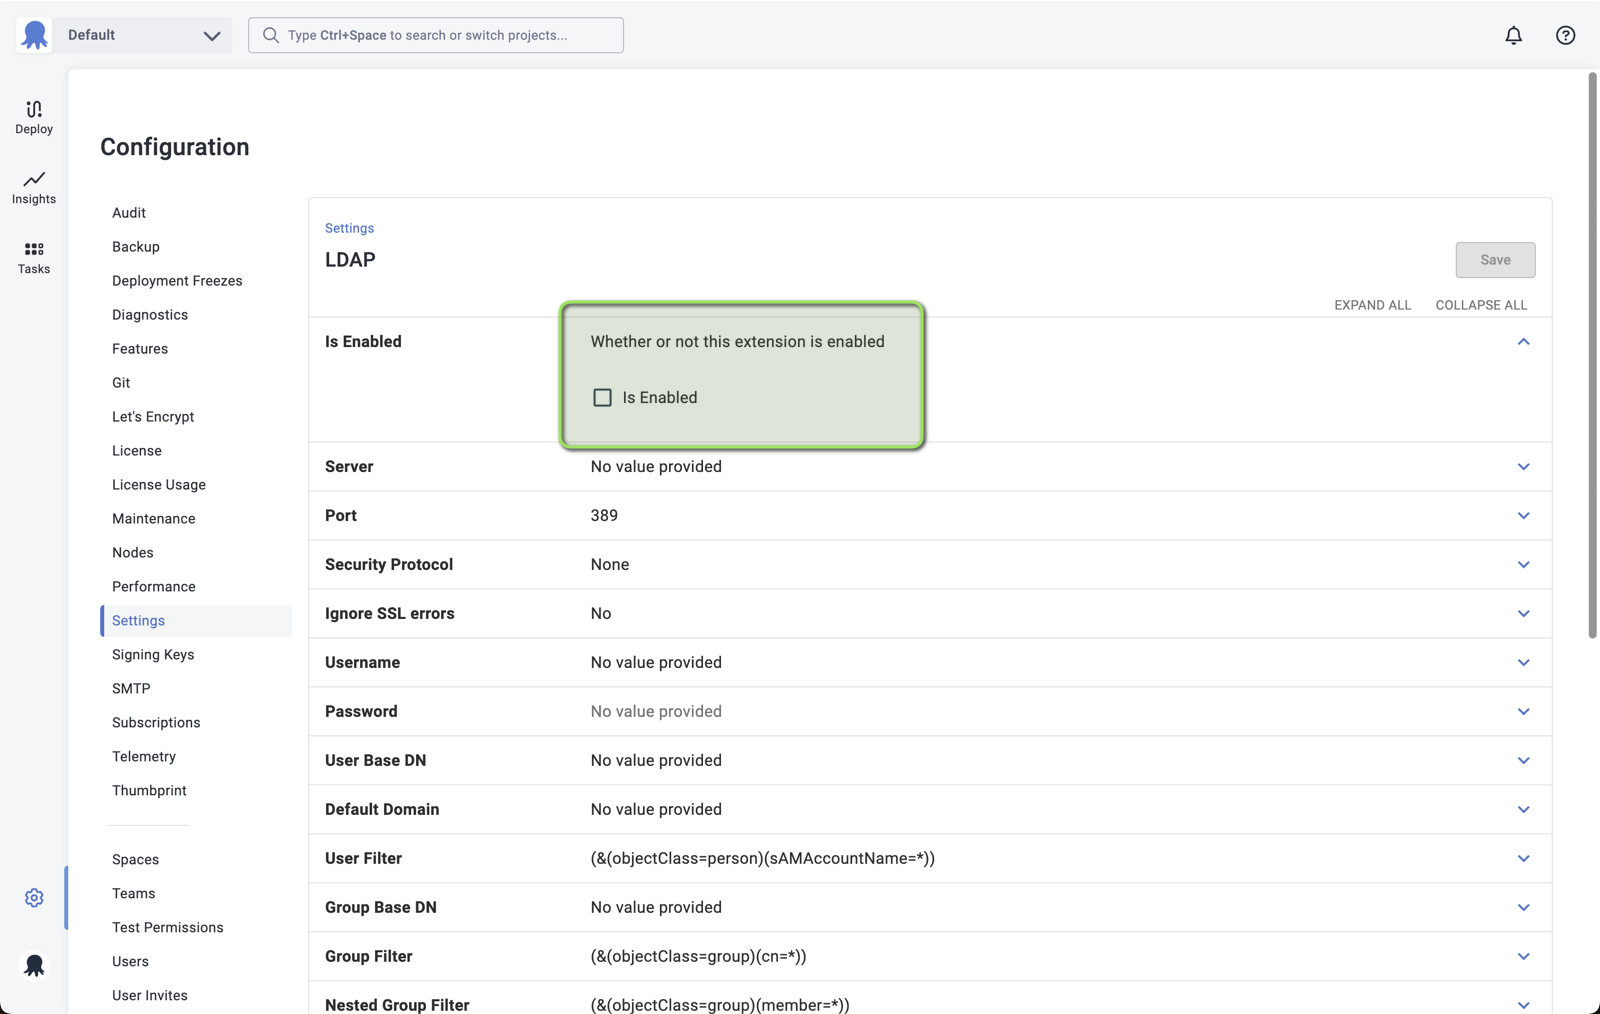 Default
Type Ctrl+Space to search or switch projects...
Deploy
Insights
Tasks
Configuration
Audit
Backup
Deployment Freezes
Diagnostics
Features
Git
Let's Encrypt
License
License Usage
Maintenance
Nodes
Performance
Settings
Signing Keys
SMTP
Subscriptions
Telemetry
Thumbprint
Spaces
Teams
Test Permissions
Users
User Invites
Settings
LDAP
Save
EXPAND ALL COLLAPSE ALL
Is Enabled Whether or not this extension is enabled
Is Enabled
Server No value provided
Port 389
Security Protocol None
Ignore SSL errors No
Username No value provided
Password No value provided
User Base DN No value provided
Default Domain No value provided
User Filter (&(objectClass=person)(sAMAccountName=*))
Group Base DN No value provided
Group Filter (&(objectClass=group)(cn=*))
Nested Group Filter (&(objectClass=group)(member=*))